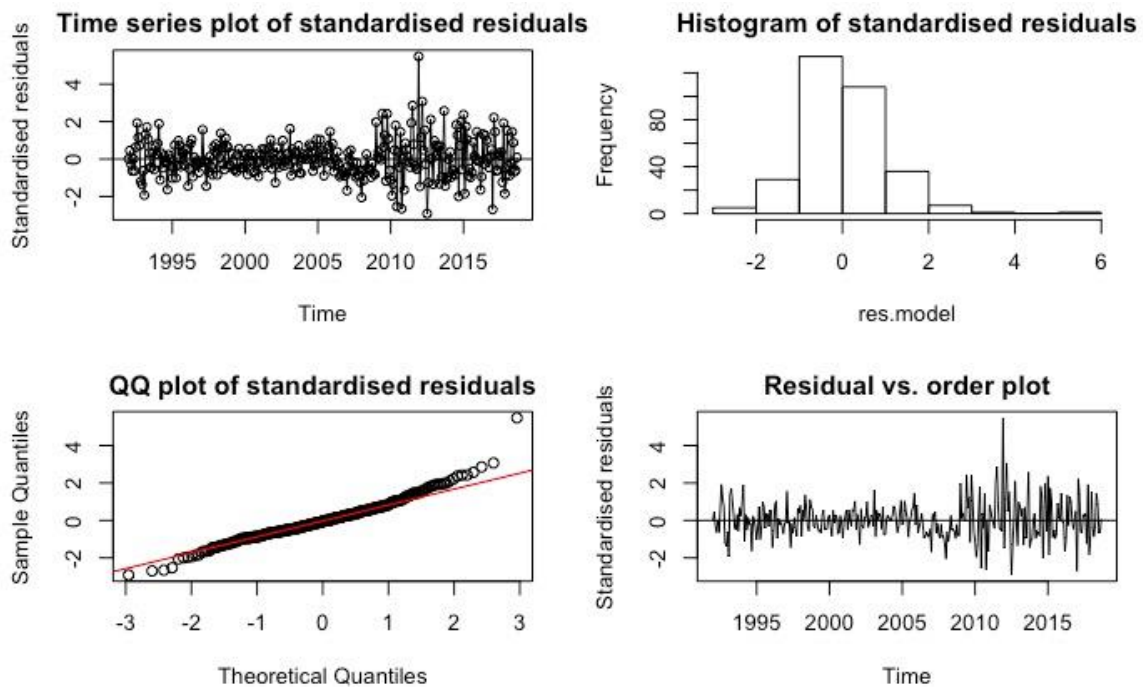 Time series plot of standardised residuals
Standardised residuals
4
2
0
-2
1995 2000 2005 2010 2015
Time
Histogram of standardised residuals
Frequency
80
40
0
-2 0 2 4 6
res.model
QQ plot of standardised residuals
Sample Quantiles
4
2
0
-2
-3 -2 -1 0 1 2 3
Theoretical Quantiles
Residual vs. order plot
Standardised residuals
4
2
0
-2
1995 2000 2005 2010 2015
Time